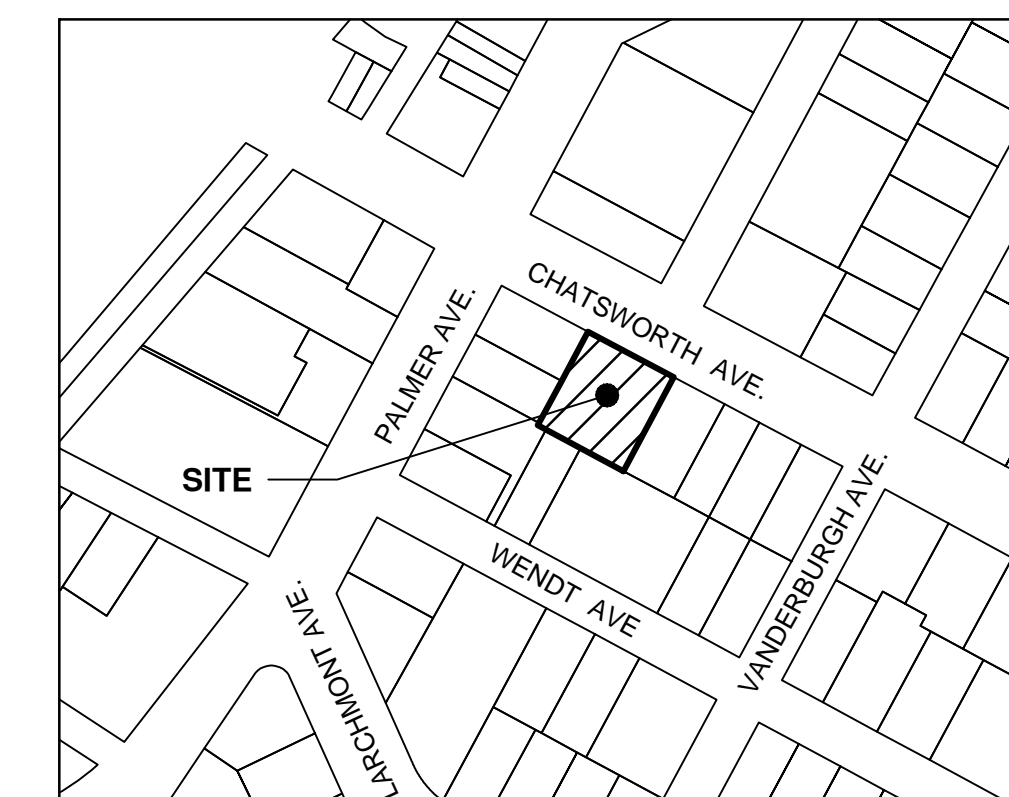 CHATSWORTH AVE.
PALMER AVE.
SITE
VANDERBURGH AVE.
WENDT AVE
LARCHMONT AVE.